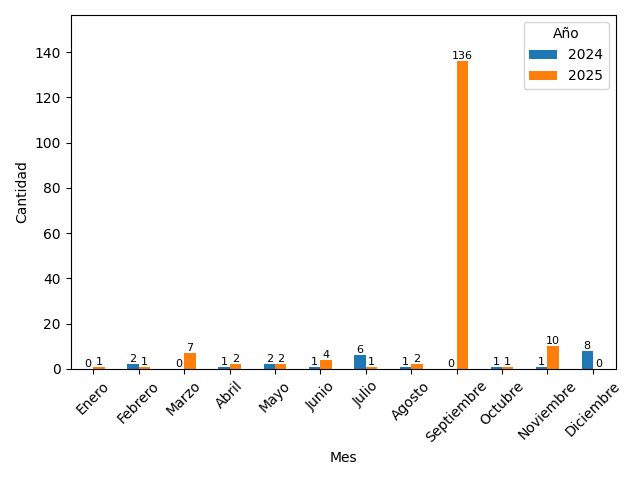 Año
2024
2025
140
120
100
80
60
40
20
0
Cantidad
0 1 2 1 0 7 1 2 2 2 1 4 6 1 1 2 0 136 1 1 1 10 8 0
Enero Febrero Marzo Abril Mayo Junio Julio Agosto Septiembre Octubre Noviembre Diciembre
Mes